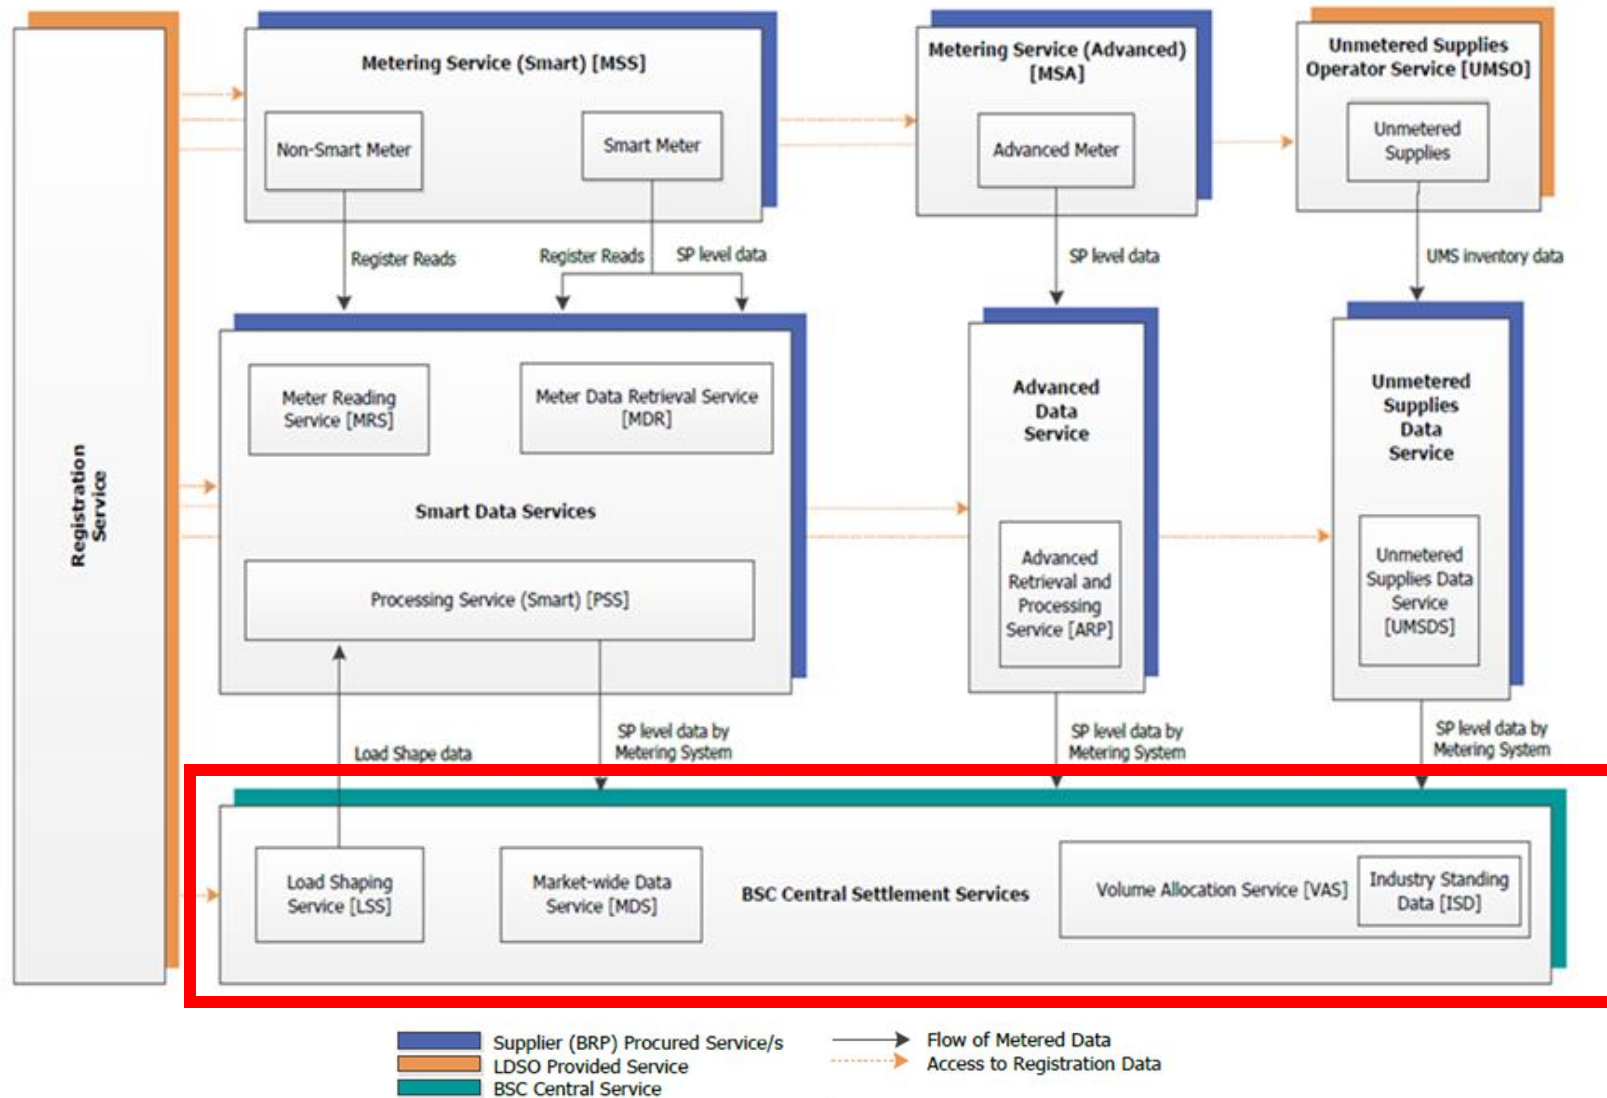 Metering Service (Smart) [MSS]
Non-Smart Meter
Smart Meter
Metering Service (Advanced)
[MSA]
Advanced Meter
Unmetered Supplies
Operator Service [UMSO]
Unmetered
Supplies
Register Reads
Register Reads
SP level data
SP level data
UMS inventory data
Registration
Service
Meter Reading
Service [MRS]
Meter Data Retrieval Service
[MDR]
Smart Data Services
Processing Service (Smart) [PSS]
Advanced
Data
Service
Advanced
Retrieval and
Processing
Service [ARP]
Unmetered
Supplies
Data
Service
Unmetered
Supplies Data
Service
[UMSDS]
Load Shape data
SP level data by
Metering System
SP level data by
Metering System
SP level data by
Metering System
Load Shaping
Service [LSS]
Market-wide Data
Service [MDS]
BSC Central Settlement Services
Volume Allocation Service [VAS]
Industry Standing
Data [ISD]
Supplier (BRP) Procured Service/s
LDSO Provided Service
BSC Central Service
Flow of Metered Data
Access to Registration Data